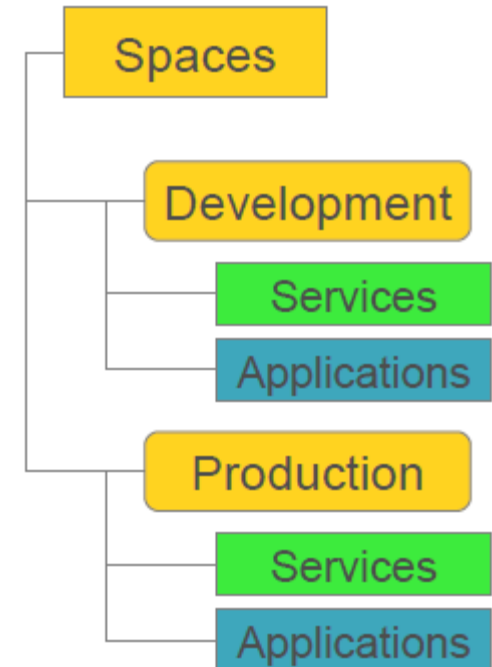 Spaces
Development
Services
Applications
Production
Services
Applications